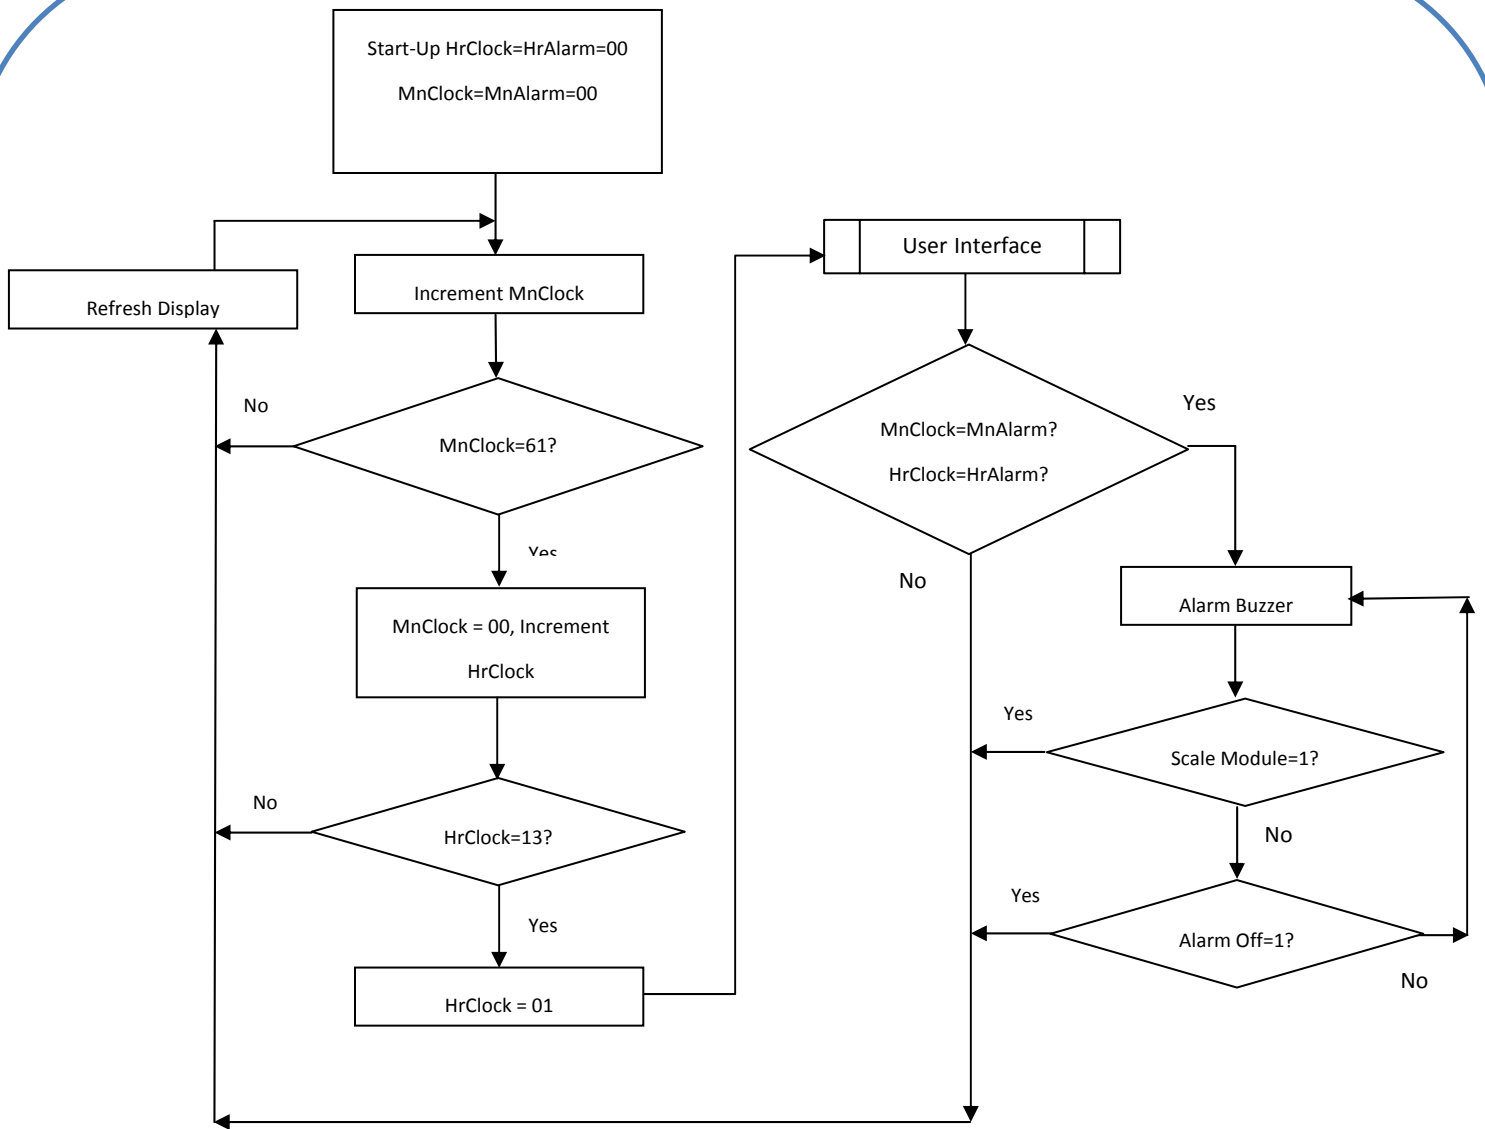 Start-Up HrClock=HrAlarm=00
MnClock=MnAlarm=00
User Interface
Increment MnClock
Refresh Display
No
MnClock=61?
Yes
MnClock=MnAlarm?
HrClock=HrAlarm?
Yes
No
MnClock = 00, Increment
HrClock
Alarm Buzzer
Yes
Scale Module=1?
No
HrClock=13?
No
Yes
Yes
Alarm Off=1?
No
HrClock = 01